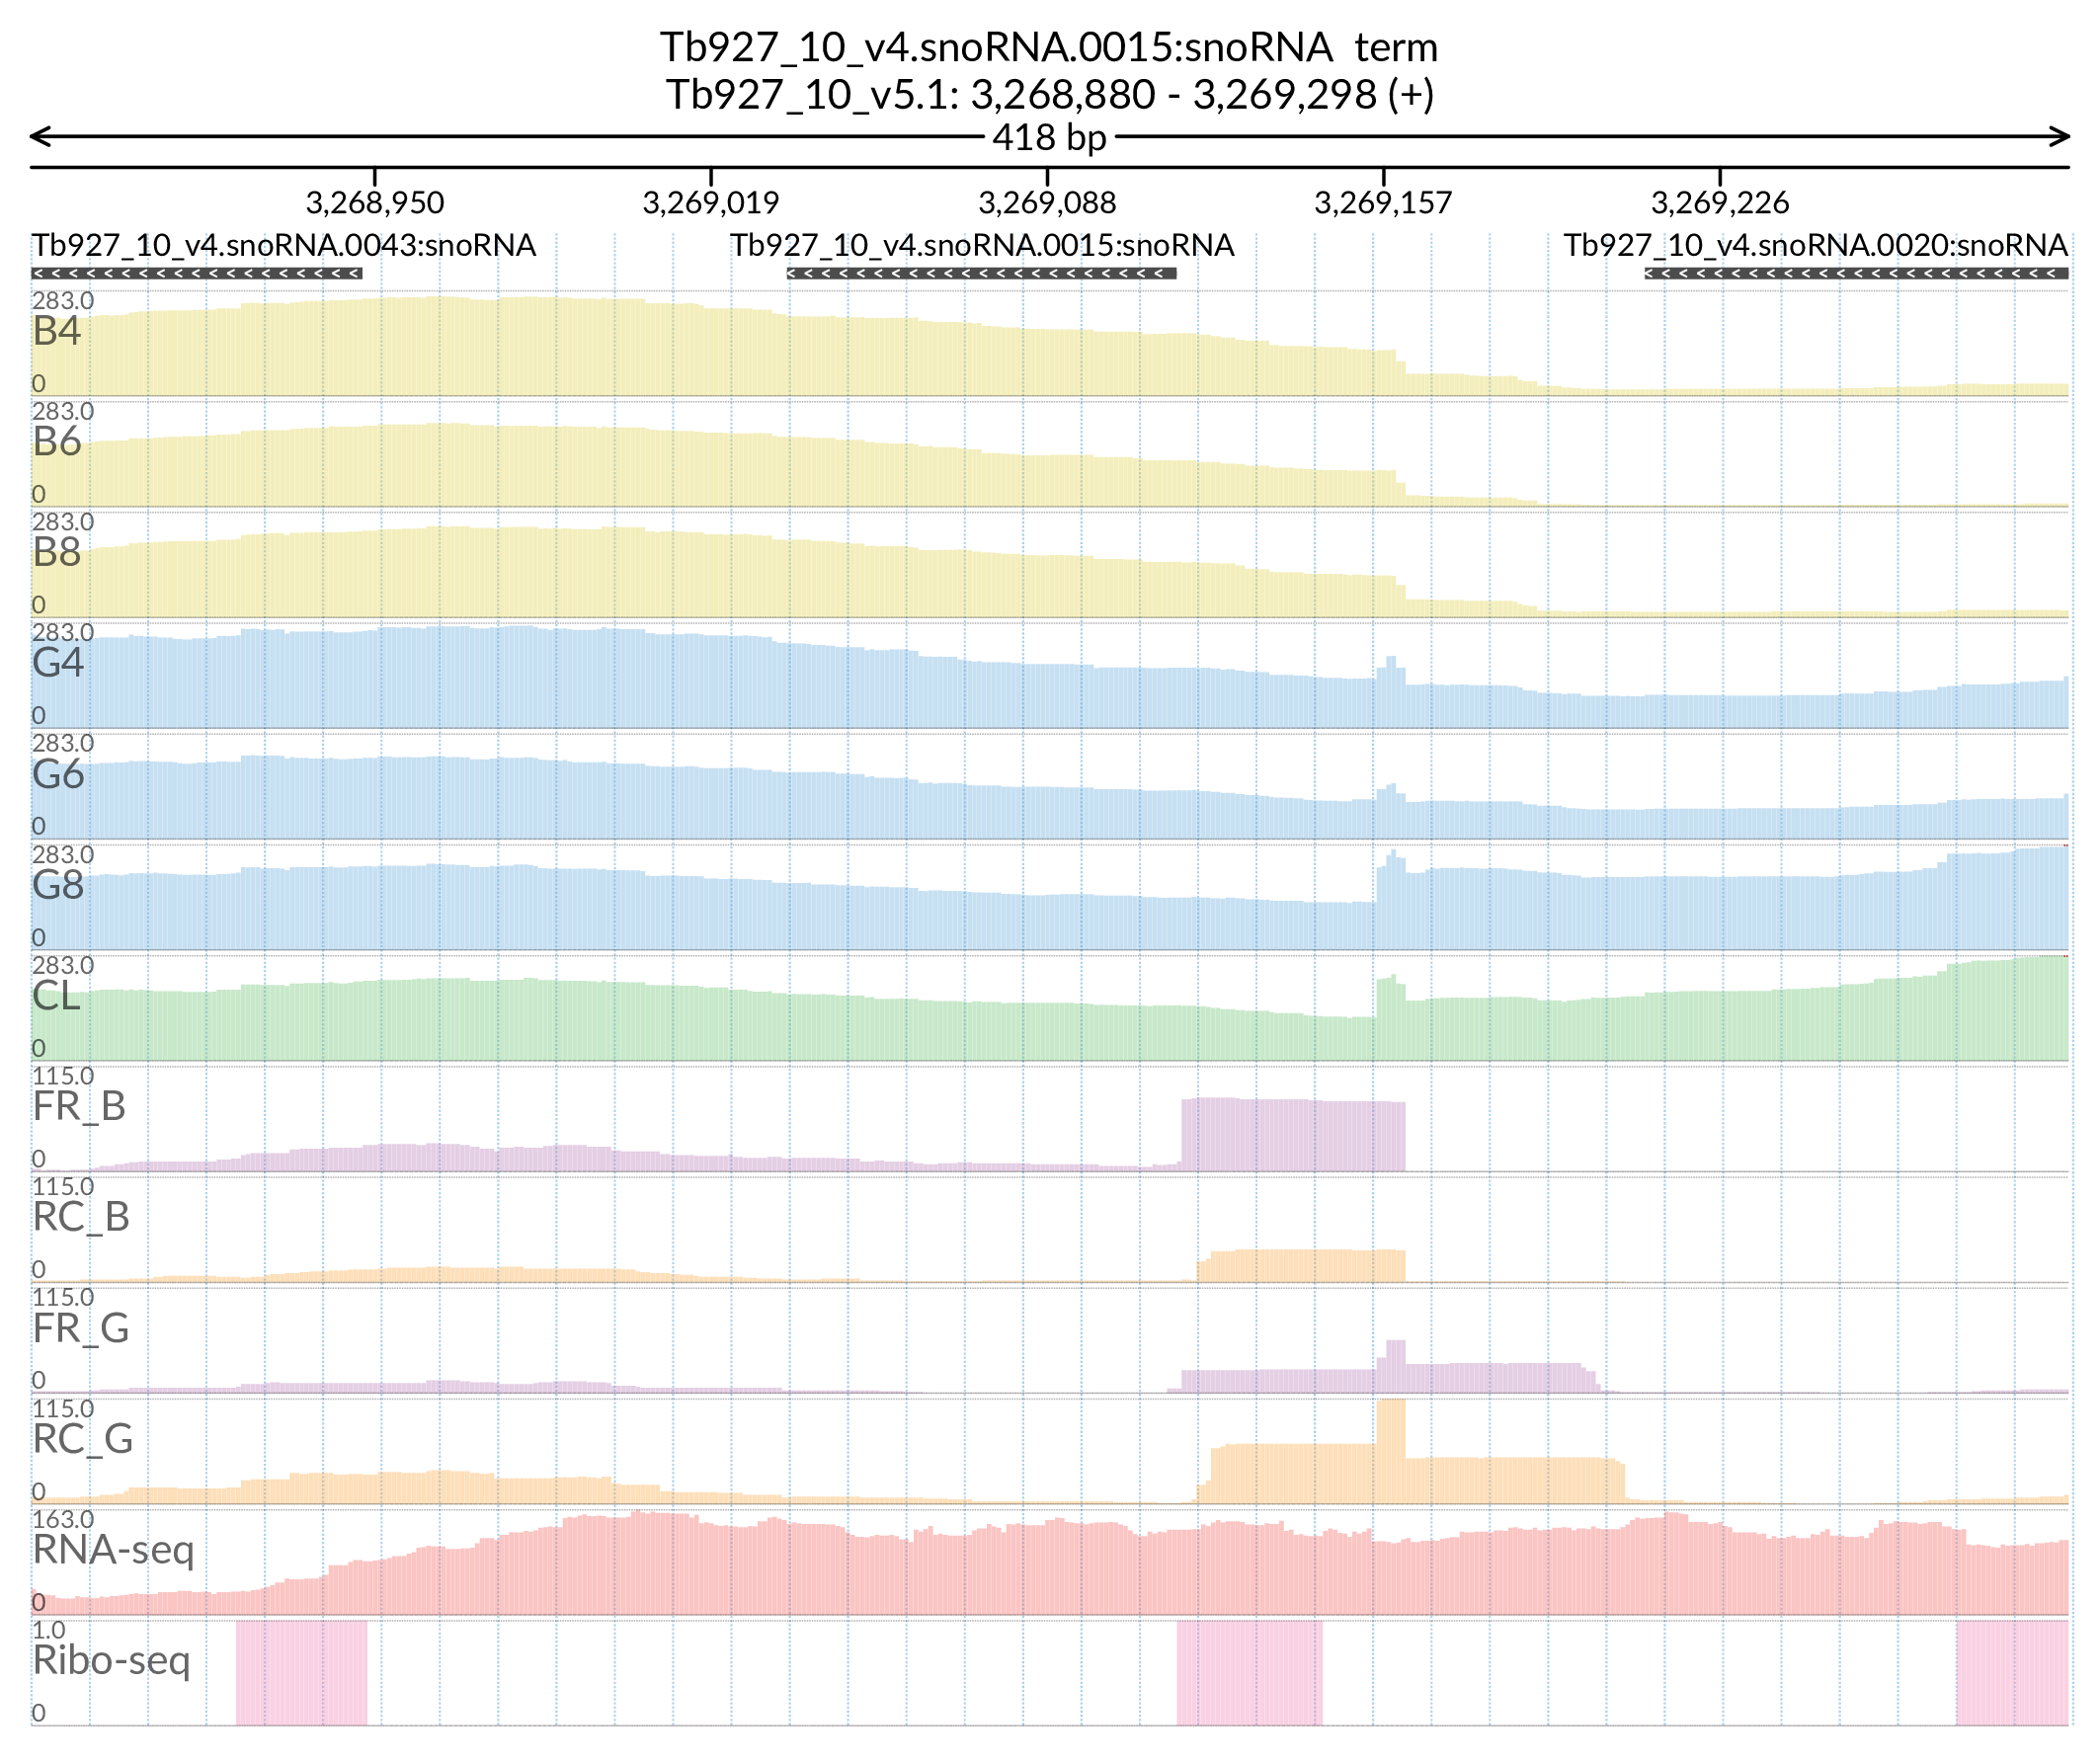 Tb927_10_v4.snoRNA.0015:snoRNA term
Tb927_10_v5.1: 3,268,880 - 3,269,298 (+)
418 bp
3,268,950 3,269,019 3,269,088 3,269,157 3,269,226
Tb927_10_v4.snoRNA.0043:snoRNA Tb927_10_v4.snoRNA.0015:snoRNA Tb927_10_v4.snoRNA.0020:snoRNA
283.0
B4
0
283.0
B6
0
283.0
B8
0
283.0
G4
0
283.0
G6
0
283.0
G8
0
283.0
CL
0
115.0
FR_B
0
115.0
RC_B
0
115.0
FR_G
0
115.0
RC_G
0
163.0
RNA-seq
0
1.0
Ribo-seq
0